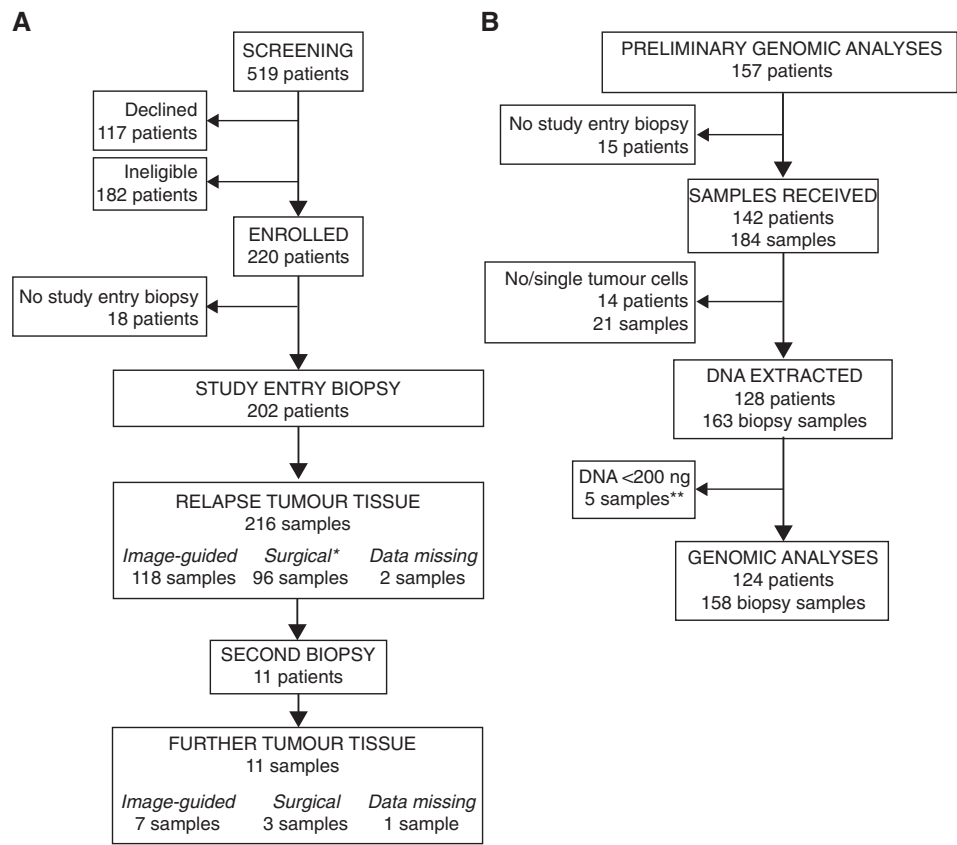 A
SCREENING
519 patients
Declined
117 patients
Ineligible
182 patients
ENROLLED
220 patients
No study entry biopsy
18 patients
STUDY ENTRY BIOPSY
202 patients
RELAPSE TUMOUR TISSUE
216 samples
Image-guided Surgical* Data missing
118 samples 96 samples 2 samples
SECOND BIOPSY
11 patients
FURTHER TUMOUR TISSUE
11 samples
Image-guided Surgical Data missing
7 samples 3 samples 1 sample
B
PRELIMINARY GENOMIC ANALYSES
157 patients
No study entry biopsy
15 patients
SAMPLES RECEIVED
142 patients
184 samples
No/single tumour cells
14 patients
21 samples
DNA EXTRACTED
128 patients
163 biopsy samples
DNA <200 ng
5 samples**
GENOMIC ANALYSES
124 patients
158 biopsy samples